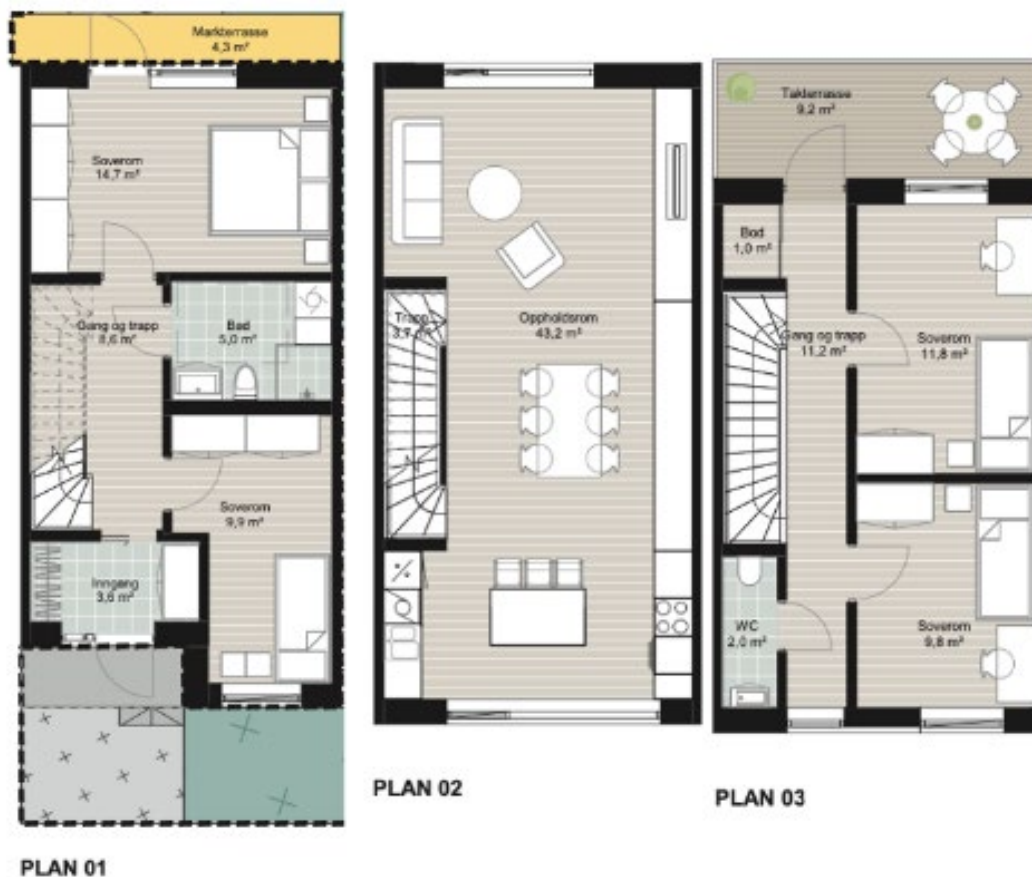 Markterrasse
4,3 m²
Soverom
14,7 m²
Gang og trapp
8,6 m²
Bad
5,0 m²
Soverom
9,9 m²
Inngang
3,6 m²
PLAN 01
Trapp
3,7 m²
Oppholdsrom
43,2 m²
PLAN 02
Takterrasse
9,2 m²
Bod
1,0 m²
Gang og trapp
11,2 m²
Soverom
11,8 m²
WC
2,0 m²
Soverom
9,8 m²
PLAN 03